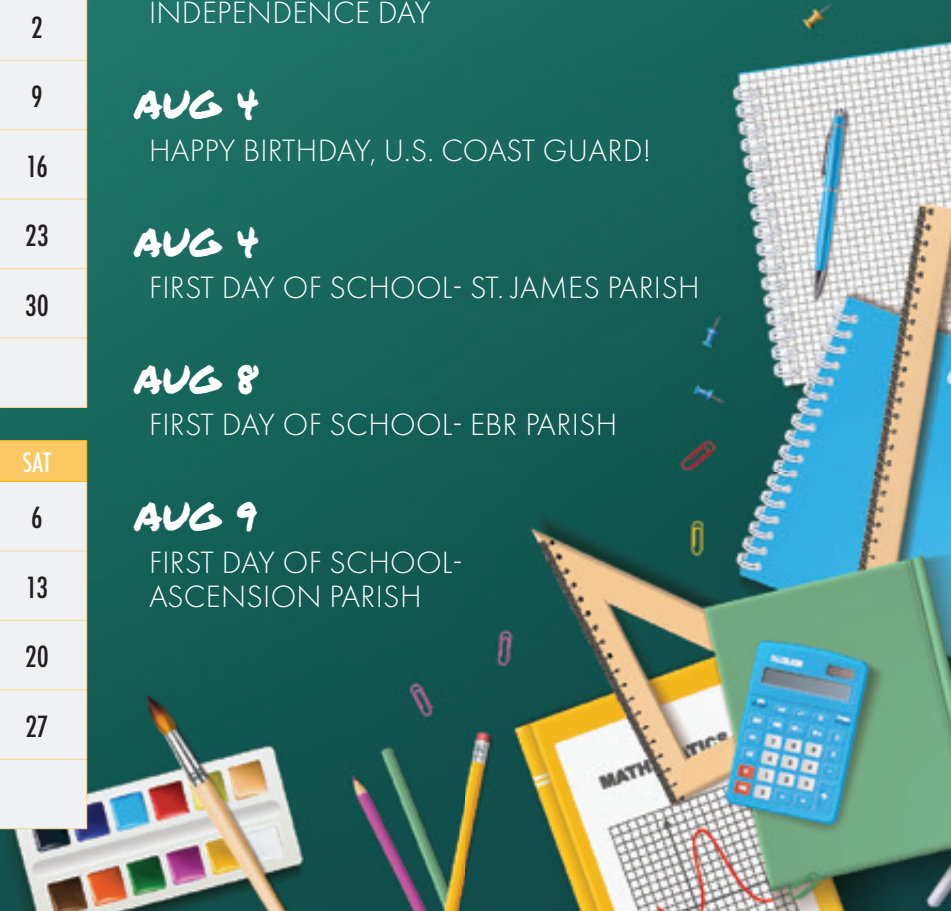 2
9
16
23
30
SAT
6
13
20
27
INDEPENDENCE DAY
AUG 4
HAPPY BIRTHDAY, U.S. COAST GUARD!
AUG 4
FIRST DAY OF SCHOOL- ST. JAMES PARISH
AUG 8
FIRST DAY OF SCHOOL- EBR PARISH
AUG 9
FIRST DAY OF SCHOOL-
ASCENSION PARISH